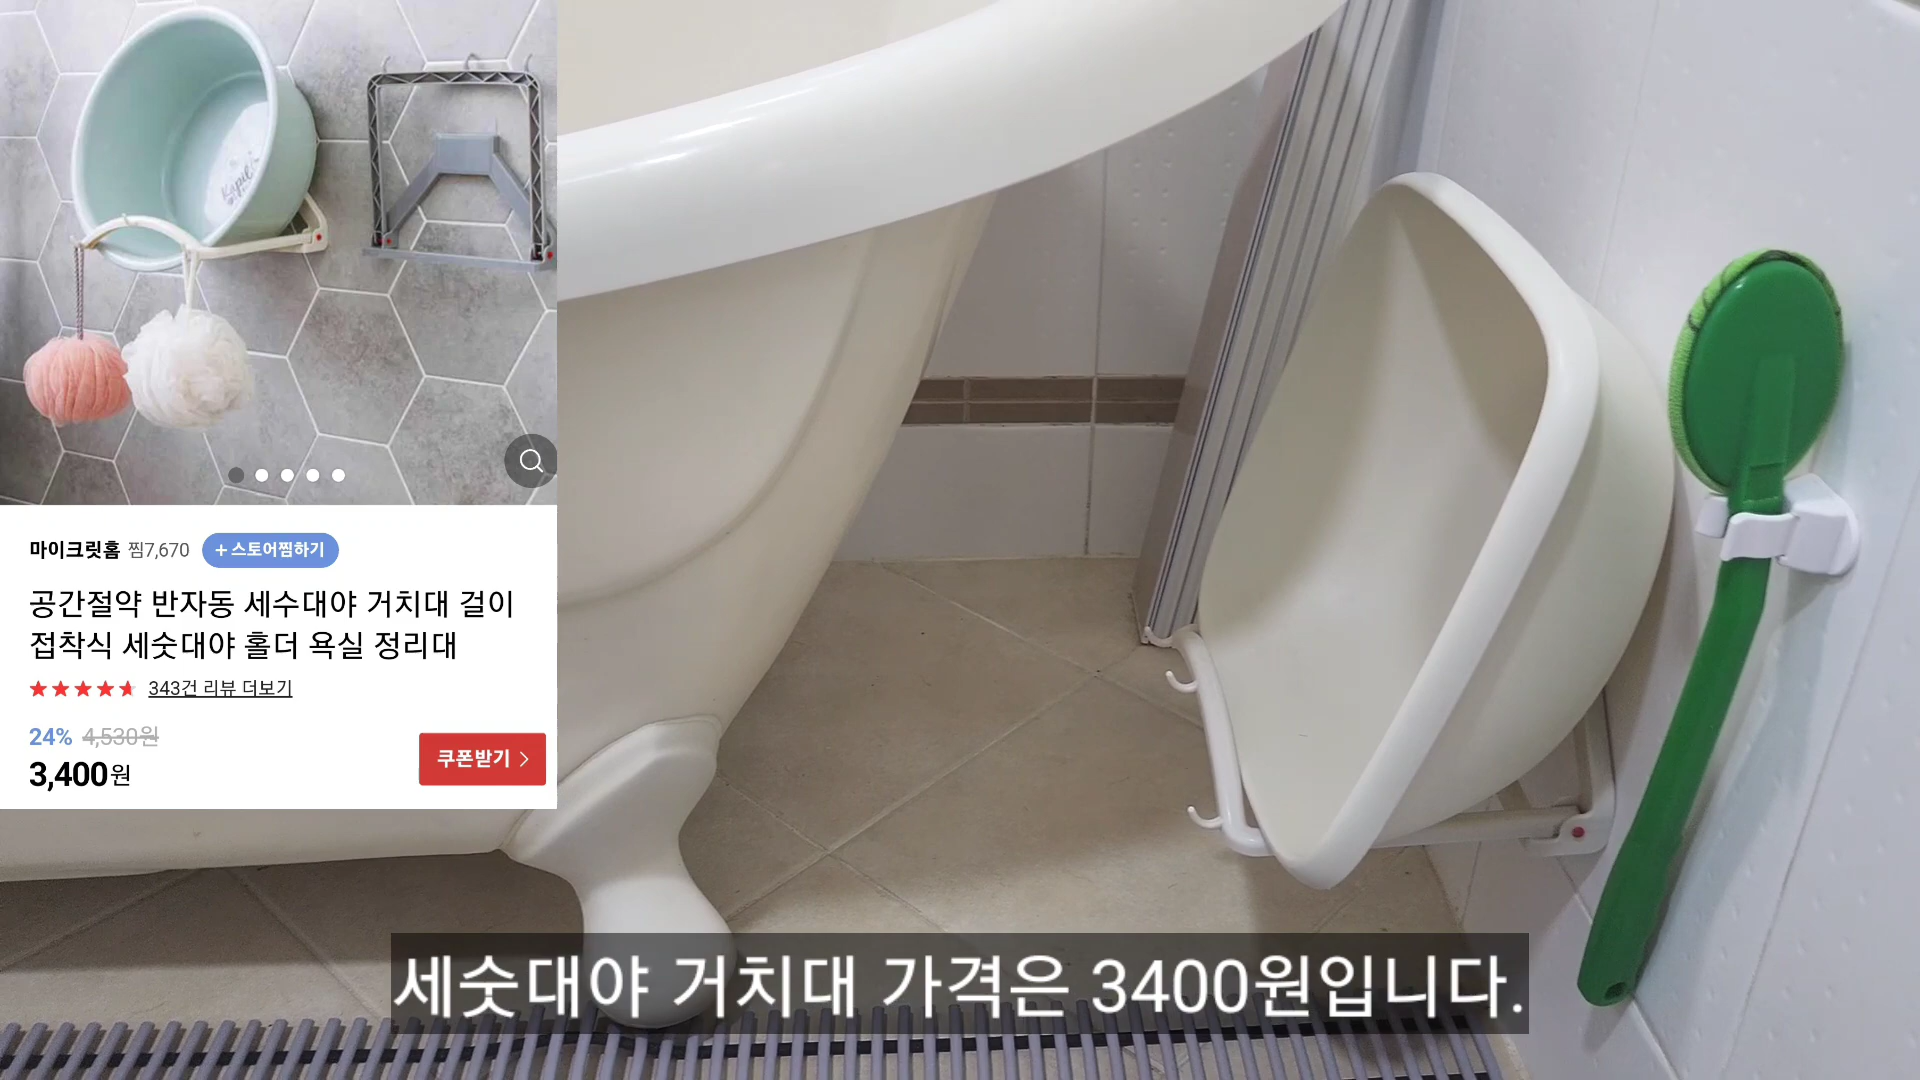 마이크릿홈 찜7,670 +스토어찜하기
공간절약 반자동 세수대야 거치대 걸이
접착식 세숫대야 홀더 욕실 정리대
343건 리뷰 더보기
24% 4,530원
3,400원
쿠폰받기 >
세숫대야 거치대 가격은 3400원입니다.